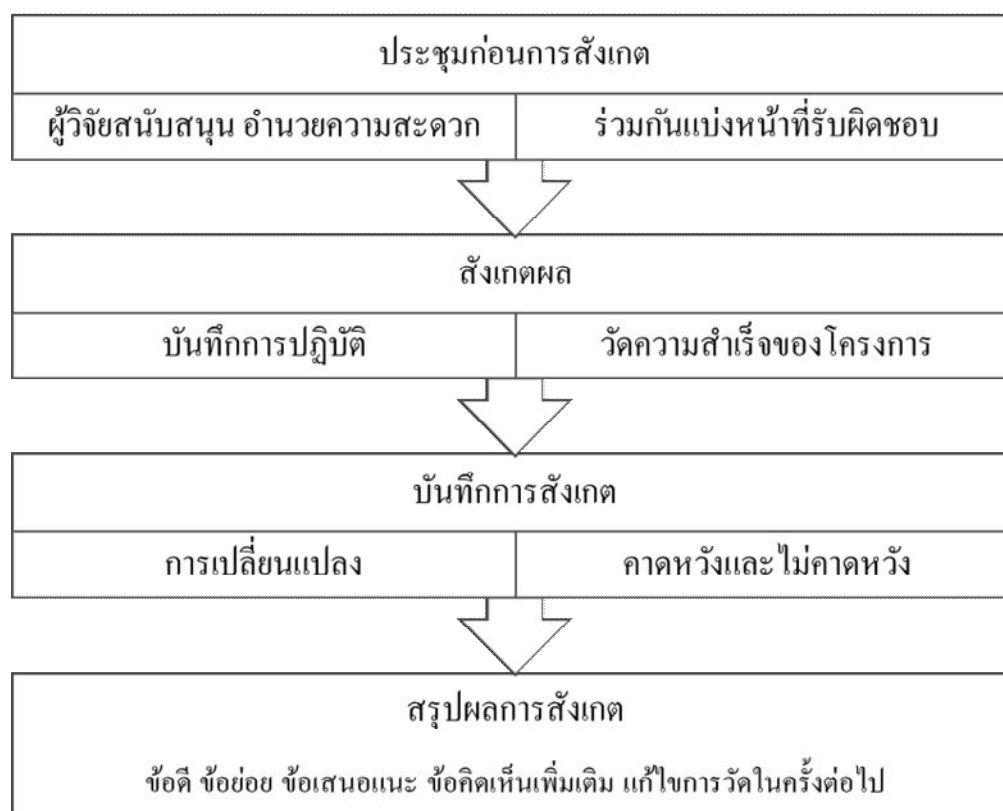 ประชุมก่อนการสังเกต
ผู้วิจัยสนับสนุน อำนวยความสะดวก
ร่วมกันแบ่งหน้าที่รับผิดชอบ
สังเกตผล
บันทึกการปฏิบัติ
วัดความสำเร็จของโครงการ
บันทึกการสังเกต
การเปลี่ยนแปลง
คาดหวังและไม่คาดหวัง
สรุปผลการสังเกต
ข้อดี ข้อย่อย ข้อเสนอแนะ ข้อคิดเห็นเพิ่มเติม แก้ไขการวัดในครั้งต่อไป